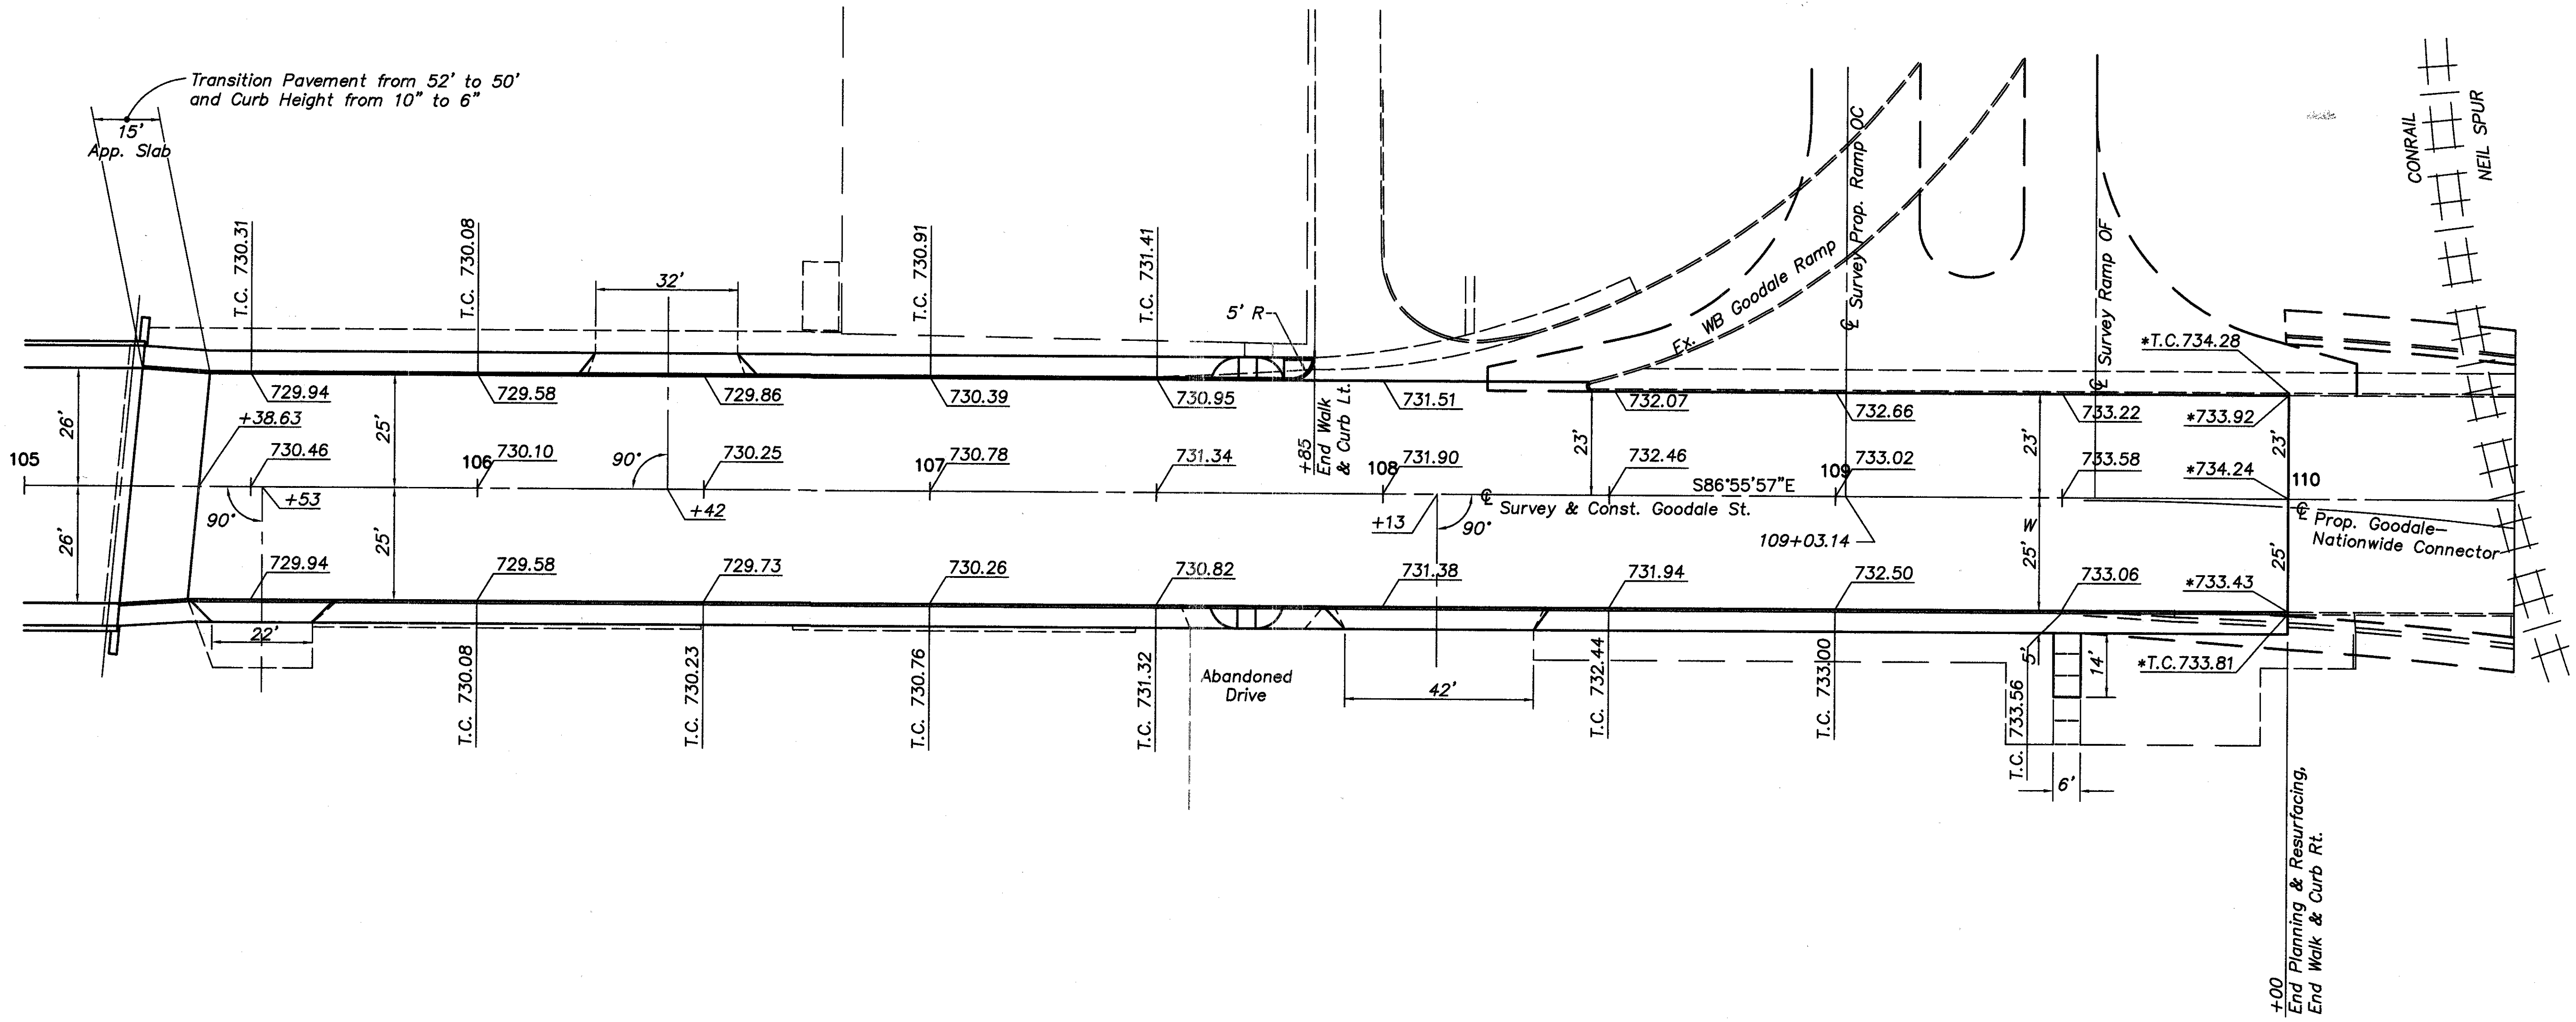 Transition Pavement from 52' to 50'
and Curb Height from 10" to 6"
15'
App. Slab
T.C. 730.31
T.C. 730.08
T.C. 730.91
T.C. 731.41
32'
5' R
Ex. WB Goodale Ramp
℄ Survey Prop. Ramp OC
℄ Survey Ramp OF
CONRAIL
NEIL SPUR
*T.C.734.28
729.94
729.58
729.86
730.39
730.95
+85
End Walk
& Curb Lt.
731.51
732.07
732.66
733.22
*733.92
26'
25'
23'
23'
23'
+38.63
105
730.46
106
730.10
90°
730.25
107
730.78
731.34
108
731.90
732.46
S86°55'57"E
109
733.02
733.58
*734.24
110
90°
+53
+42
+13
90°
℄ Survey & Const. Goodale St.
109+03.14
℄ Prop. Goodale–
Nationwide Connector
26'
25'
25' W
25'
729.94
729.58
729.73
730.26
730.82
731.38
731.94
732.50
733.06
*733.43
22'
T.C. 730.08
T.C. 730.23
T.C. 730.76
T.C. 731.32
Abandoned
Drive
42'
T.C. 732.44
T.C. 733.00
T.C. 733.56
5'
14'
*T.C.733.81
6'
+00
End Planning & Resurfacing,
End Walk & Curb Rt.